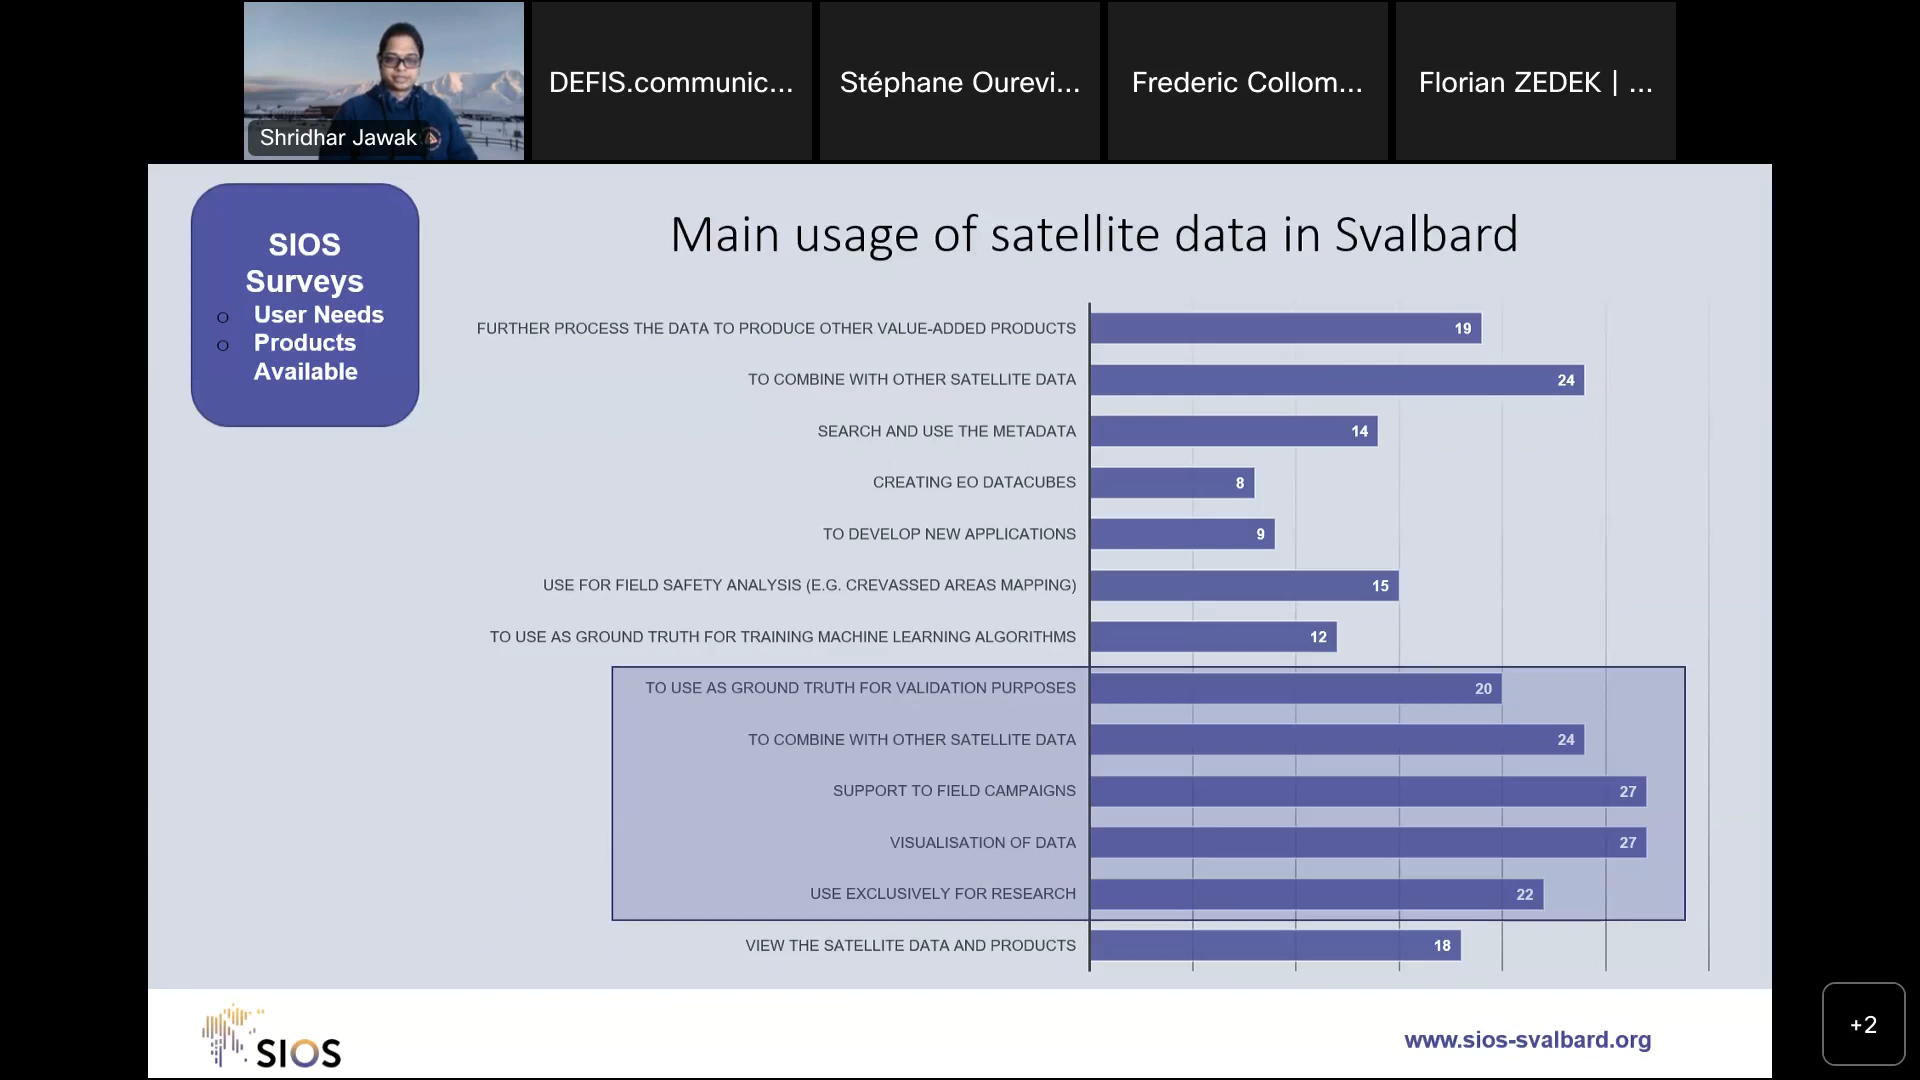 Shridhar Jawak
DEFIS.communic...
Stéphane Ourevi...
Frederic Collom...
Florian ZEDEK | ...
SIOS
Surveys
○ User Needs
○ Products
Available
Main usage of satellite data in Svalbard
FURTHER PROCESS THE DATA TO PRODUCE OTHER VALUE-ADDED PRODUCTS 19
TO COMBINE WITH OTHER SATELLITE DATA 24
SEARCH AND USE THE METADATA 14
CREATING EO DATACUBES 8
TO DEVELOP NEW APPLICATIONS 9
USE FOR FIELD SAFETY ANALYSIS (E.G. CREVASSED AREAS MAPPING) 15
TO USE AS GROUND TRUTH FOR TRAINING MACHINE LEARNING ALGORITHMS 12
TO USE AS GROUND TRUTH FOR VALIDATION PURPOSES 20
TO COMBINE WITH OTHER SATELLITE DATA 24
SUPPORT TO FIELD CAMPAIGNS 27
VISUALISATION OF DATA 27
USE EXCLUSIVELY FOR RESEARCH 22
VIEW THE SATELLITE DATA AND PRODUCTS 18
SIOS
www.sios-svalbard.org
+2